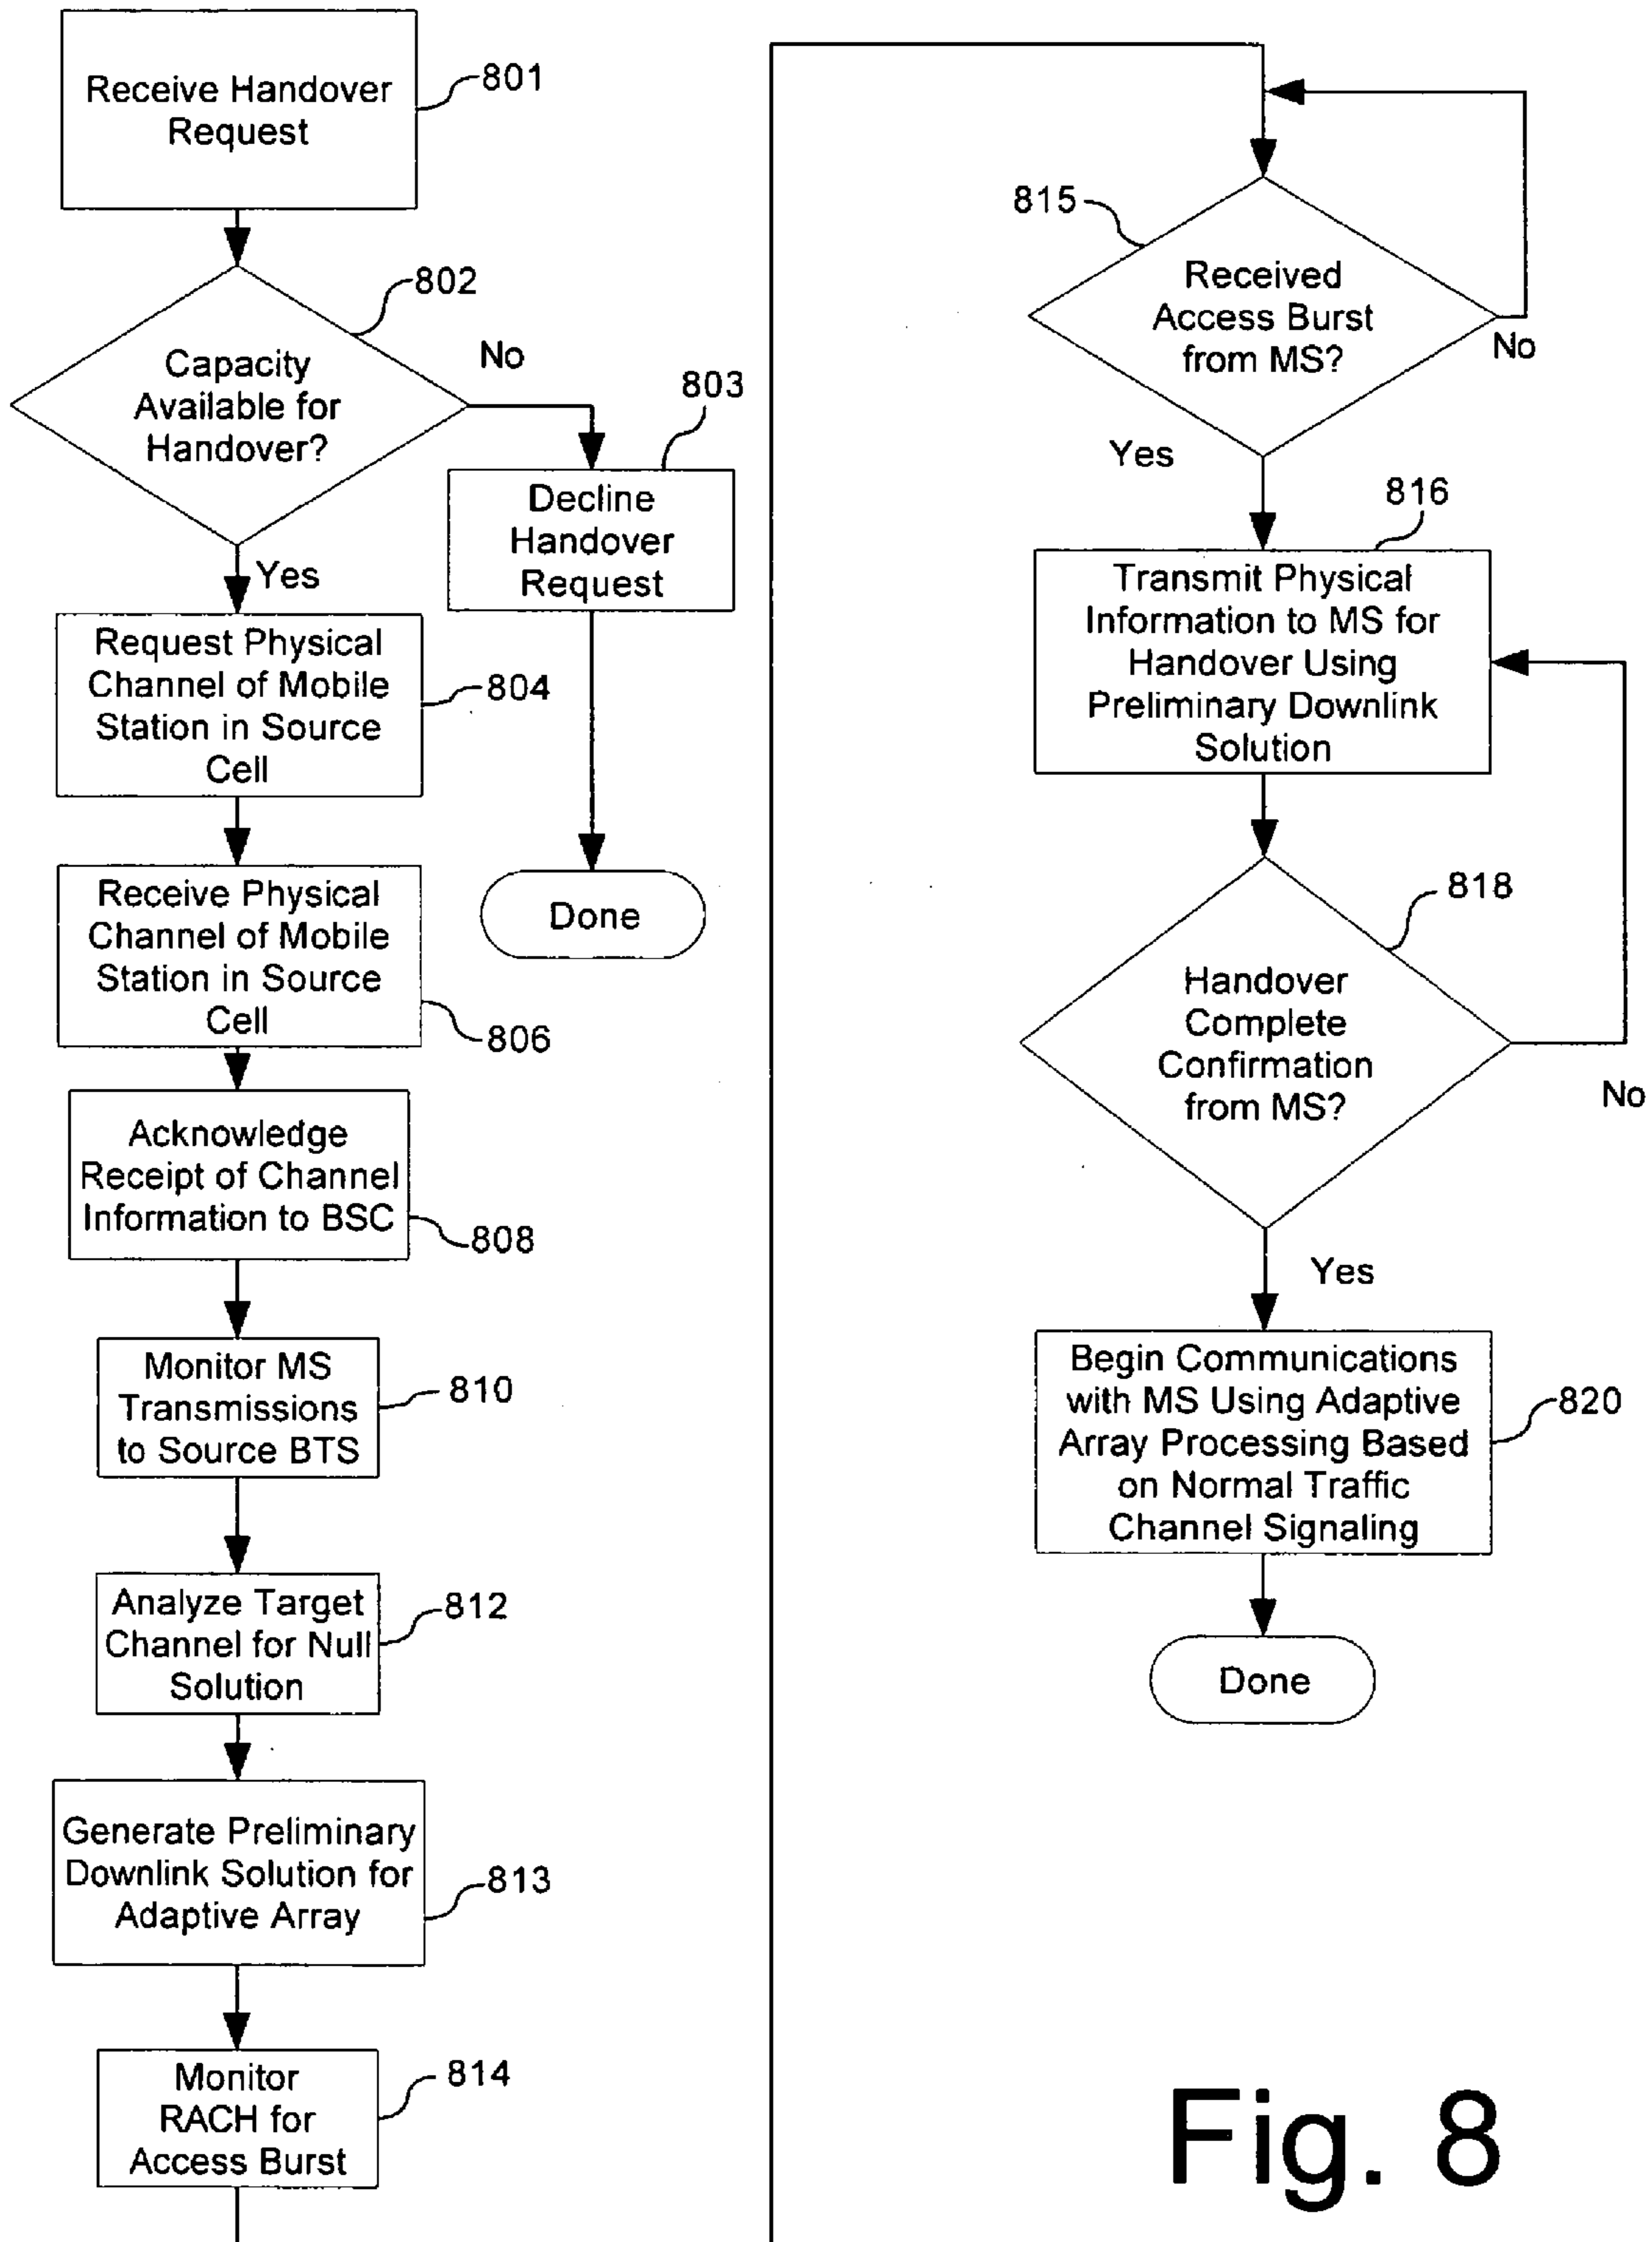 Receive Handover
Request
801
802
Capacity
Available for
Handover?
No
803
Decline
Handover
Request
Done
Yes
Request Physical
Channel of Mobile
Station in Source
Cell
804
Receive Physical
Channel of Mobile
Station in Source
Cell
806
Acknowledge
Receipt of Channel
Information to BSC
808
Monitor MS
Transmissions
to Source BTS
810
Analyze Target
Channel for Null
Solution
812
Generate Preliminary
Downlink Solution for
Adaptive Array
813
Monitor
RACH for
Access Burst
814
815
Received
Access Burst
from MS?
No
Yes
816
Transmit Physical
Information to MS for
Handover Using
Preliminary Downlink
Solution
818
Handover
Complete
Confirmation
from MS?
No
Yes
Begin Communications
with MS Using Adaptive
Array Processing Based
on Normal Traffic
Channel Signaling
820
Done
Fig. 8